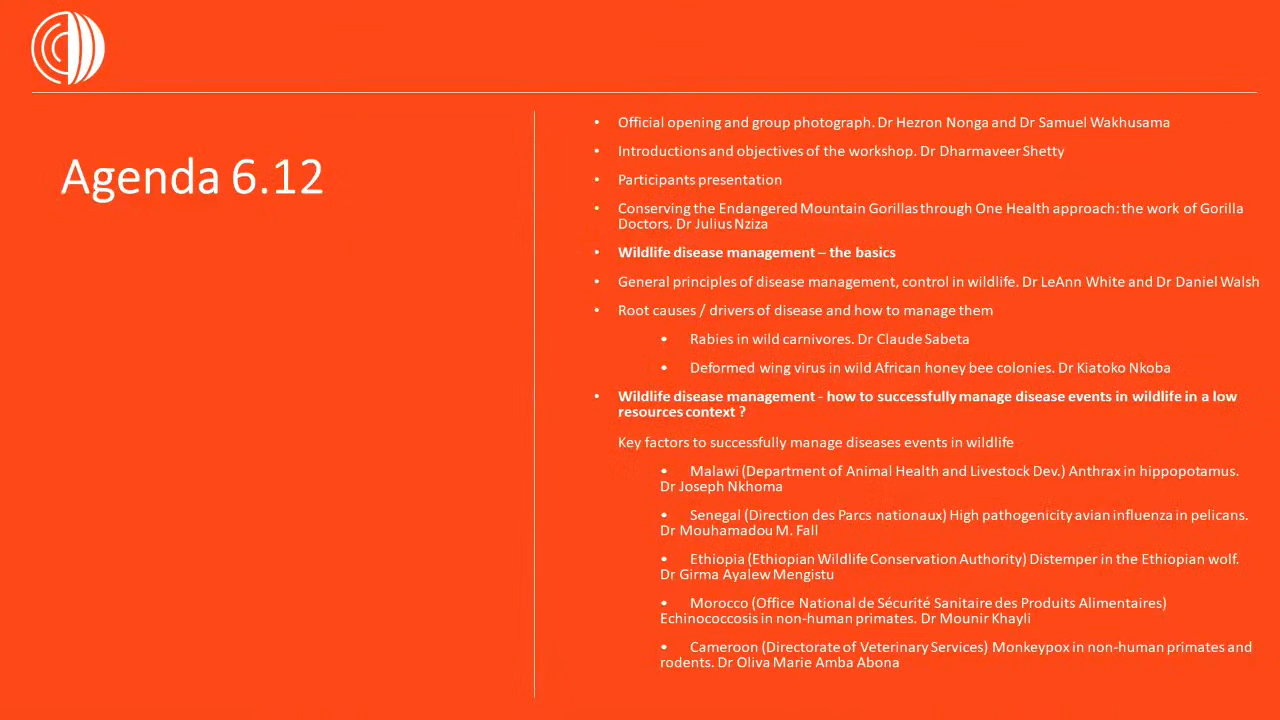 Agenda 6.12
• Official opening and group photograph. Dr Hezron Nonga and Dr Samuel Wakhusama
• Introductions and objectives of the workshop. Dr Dharmaveer Shetty
• Participants presentation
• Conserving the Endangered Mountain Gorillas through One Health approach: the work of Gorilla
Doctors. Dr Julius Nziza
• Wildlife disease management – the basics
• General principles of disease management, control in wildlife. Dr LeAnn White and Dr Daniel Walsh
• Root causes / drivers of disease and how to manage them
• Rabies in wild carnivores. Dr Claude Sabeta
• Deformed wing virus in wild African honey bee colonies. Dr Kiatoko Nkoba
• Wildlife disease management - how to successfully manage disease events in wildlife in a low
resources context ?
Key factors to successfully manage diseases events in wildlife
• Malawi (Department of Animal Health and Livestock Dev.) Anthrax in hippopotamus.
Dr Joseph Nkhoma
• Senegal (Direction des Parcs nationaux) High pathogenicity avian influenza in pelicans.
Dr Mouhamadou M. Fall
• Ethiopia (Ethiopian Wildlife Conservation Authority) Distemper in the Ethiopian wolf.
Dr Girma Ayalew Mengistu
• Morocco (Office National de Sécurité Sanitaire des Produits Alimentaires)
Echinococcosis in non-human primates. Dr Mounir Khayli
• Cameroon (Directorate of Veterinary Services) Monkeypox in non-human primates and
rodents. Dr Oliva Marie Amba Abona